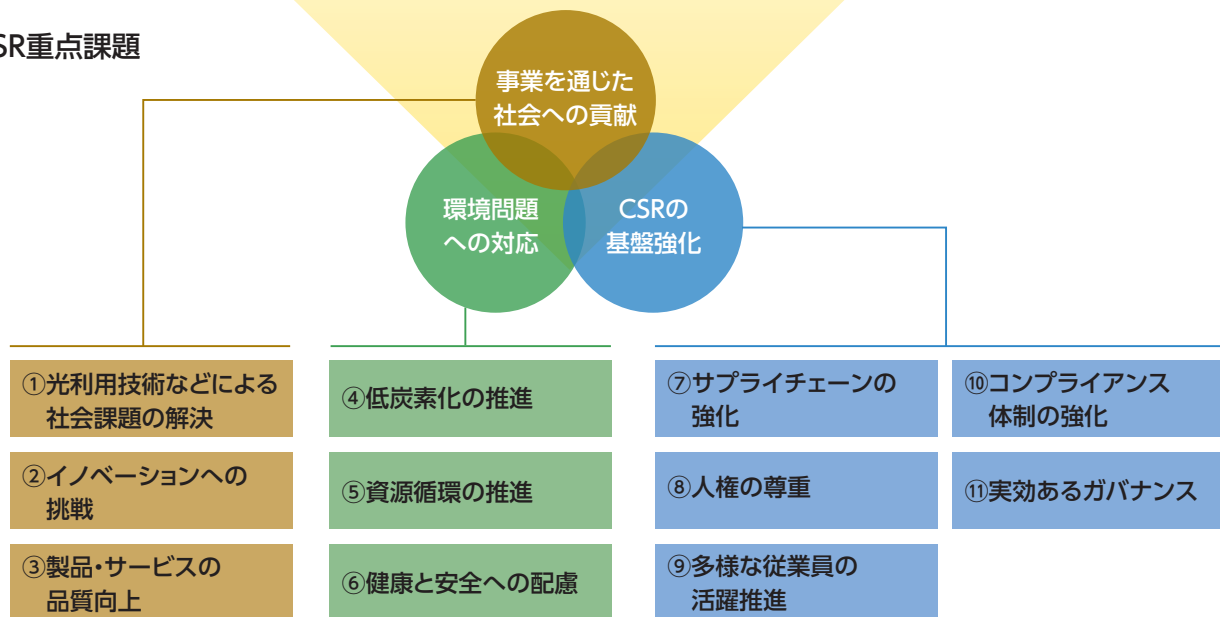 SR重点課題
事業を通じた
社会への貢献
環境問題
への対応
CSRの
基盤強化
①光利用技術などによる
社会課題の解決
②イノベーションへの
挑戦
③製品・サービスの
品質向上
④低炭素化の推進
⑤資源循環の推進
⑥健康と安全への配慮
⑦サプライチェーンの
強化
⑧人権の尊重
⑨多様な従業員の
活躍推進
⑩コンプライアンス
体制の強化
⑪実効あるガバナンス